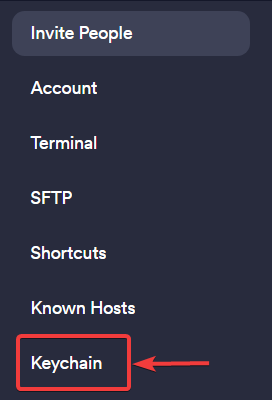 Invite People
Account
Terminal
SFTP
Shortcuts
Known Hosts
Keychain